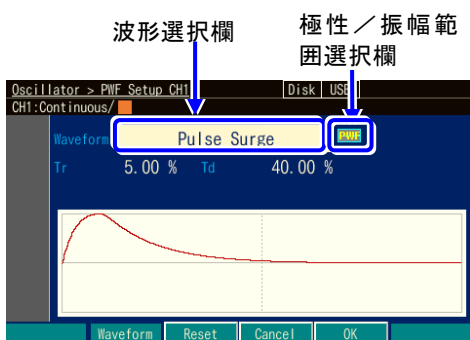 波形選択欄
極性／振幅範
囲選択欄
Oscillator > PWF Setup CH1
Disk
USB
CH1:Continuous/
Waveform
Pulse Surge
PWF
Tr
5.00 %
Td
40.00 %
Waveform
Reset
Cancel
OK